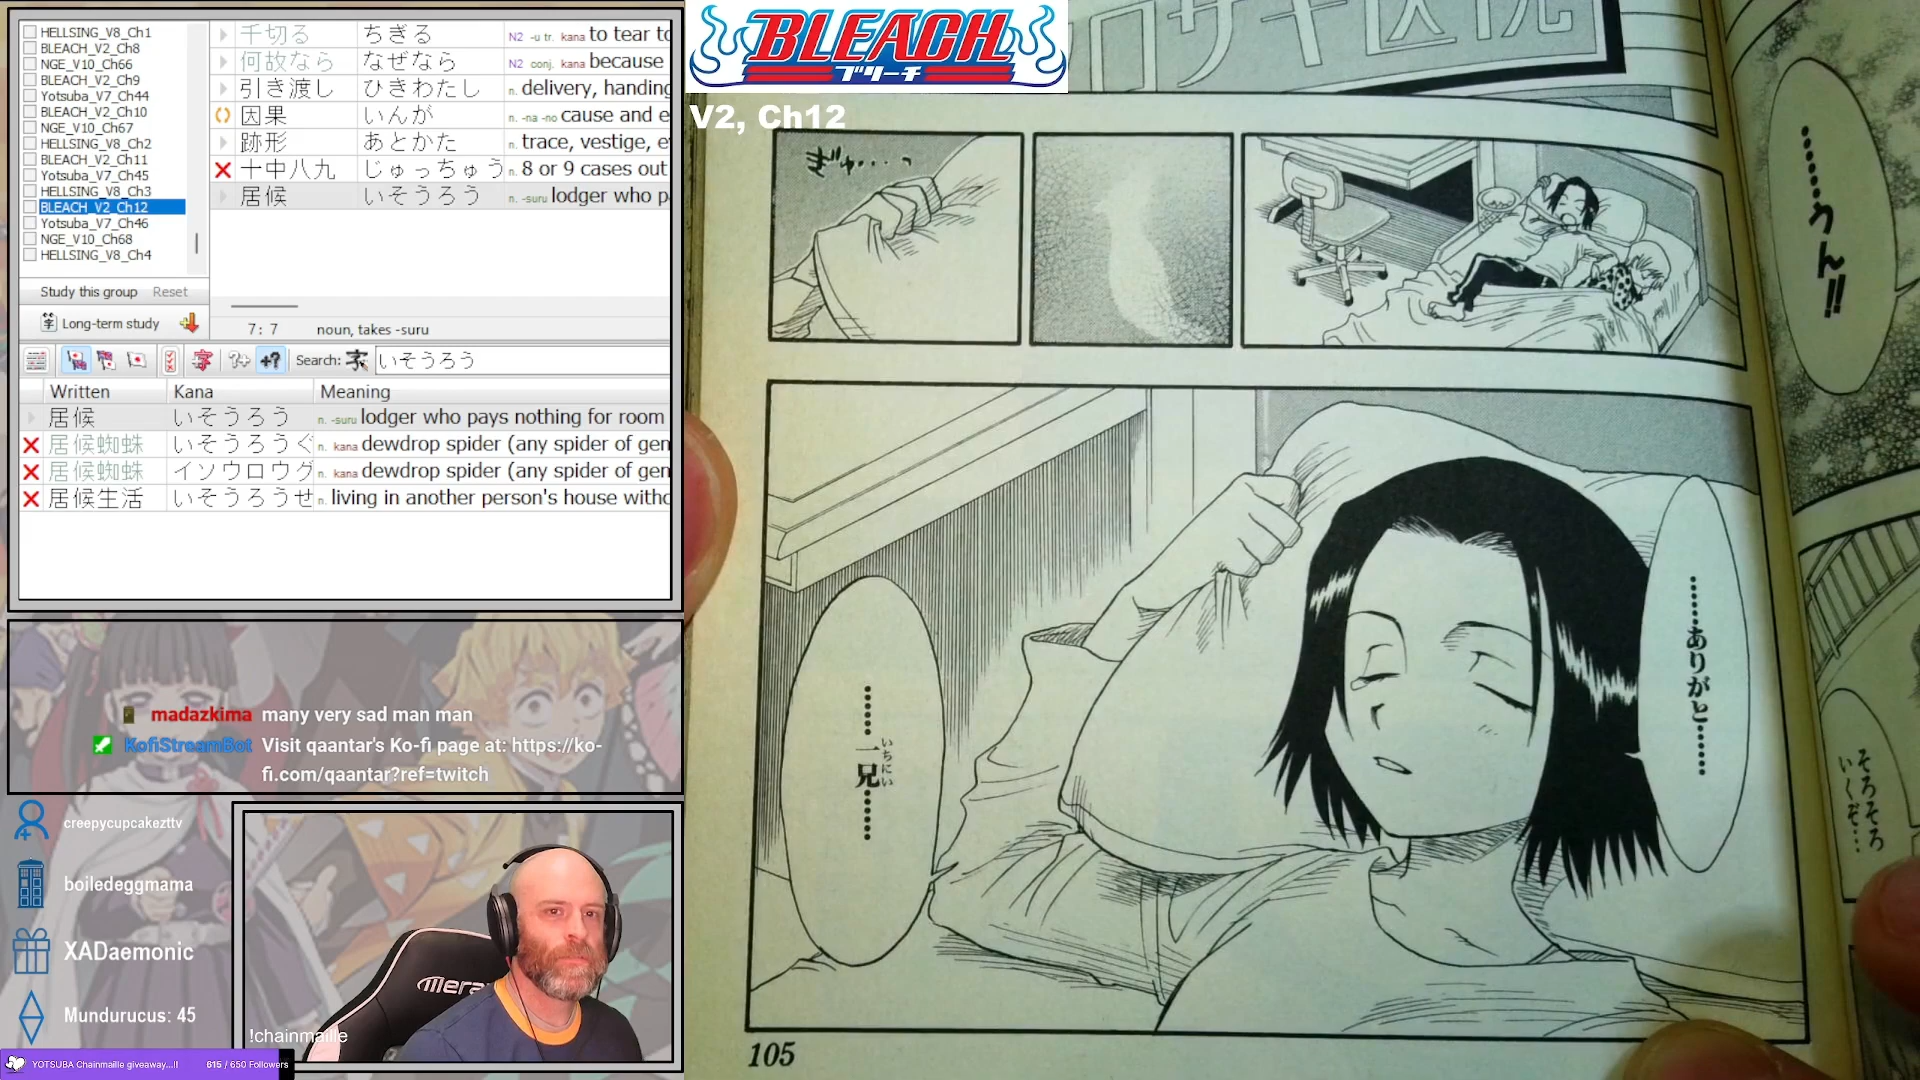 HELLSING_V8_Ch1
BLEACH_V2_Ch8
NGE_V10_Ch66
BLEACH_V2_Ch9
Yotsuba_V7_Ch44
BLEACH_V2_Ch10
NGE_V10_Ch67
HELLSING_V8_Ch2
BLEACH_V2_Ch11
Yotsuba_V7_Ch45
HELLSING_V8_Ch3
BLEACH_V2_Ch12
Yotsuba_V7_Ch46
NGE_V10_Ch68
HELLSING_V8_Ch4
Study this group Reset
Long-term study
千切る ちぎる N2 -u tr. kana to tear to
何故なら なぜなら N2 conj. kana because
引き渡し ひきわたし n. delivery, handing
因果 いんが n. -na -no cause and e
跡形 あとかた n. trace, vestige, e
十中八九 じゅっちゅう n. 8 or 9 cases out
居候 いそうろう n. -suru lodger who p
7: 7 noun, takes -suru
Search: いそうろう
Written Kana Meaning
居候 いそうろう n. -suru lodger who pays nothing for room
居候蜘蛛 いそうろうぐ n. kana dewdrop spider (any spider of gen
居候蜘蛛 イソウロウグ n. kana dewdrop spider (any spider of gen
居候生活 いそうろうせ n. living in another person's house witho
madazkima many very sad man man
KofiStreamBot Visit qaantar's Ko-fi page at: https://ko-
fi.com/qaantar?ref=twitch
creepycupcakezttv
boiledeggmama
XADaemonic
Mundurucus: 45
!chainmaille
YOTSUBA Chainmaille giveaway...!! 615 / 650 Followers
BLEACH
ブリーチ
V2, Ch12
ロサキ医院
……うん!!
ぎゅ・・・・っ
……ありがと……
……一兄……
いちにい
そろそろ
いくぞ…
105